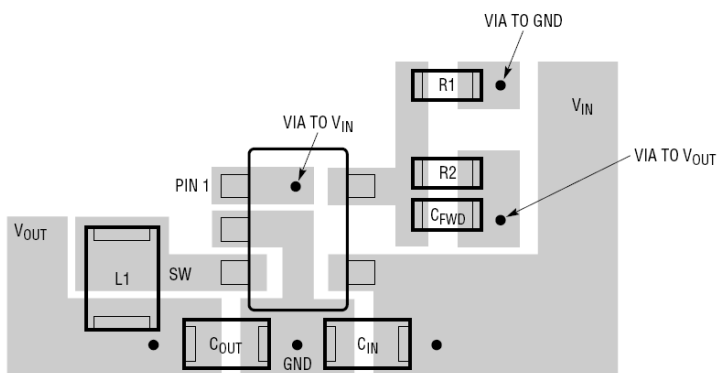 VIA TO GND
R1
VIA TO VIN
VIN
PIN 1
R2
VIA TO VOUT
CFWD
VOUT
L1
SW
COUT
GND
CIN